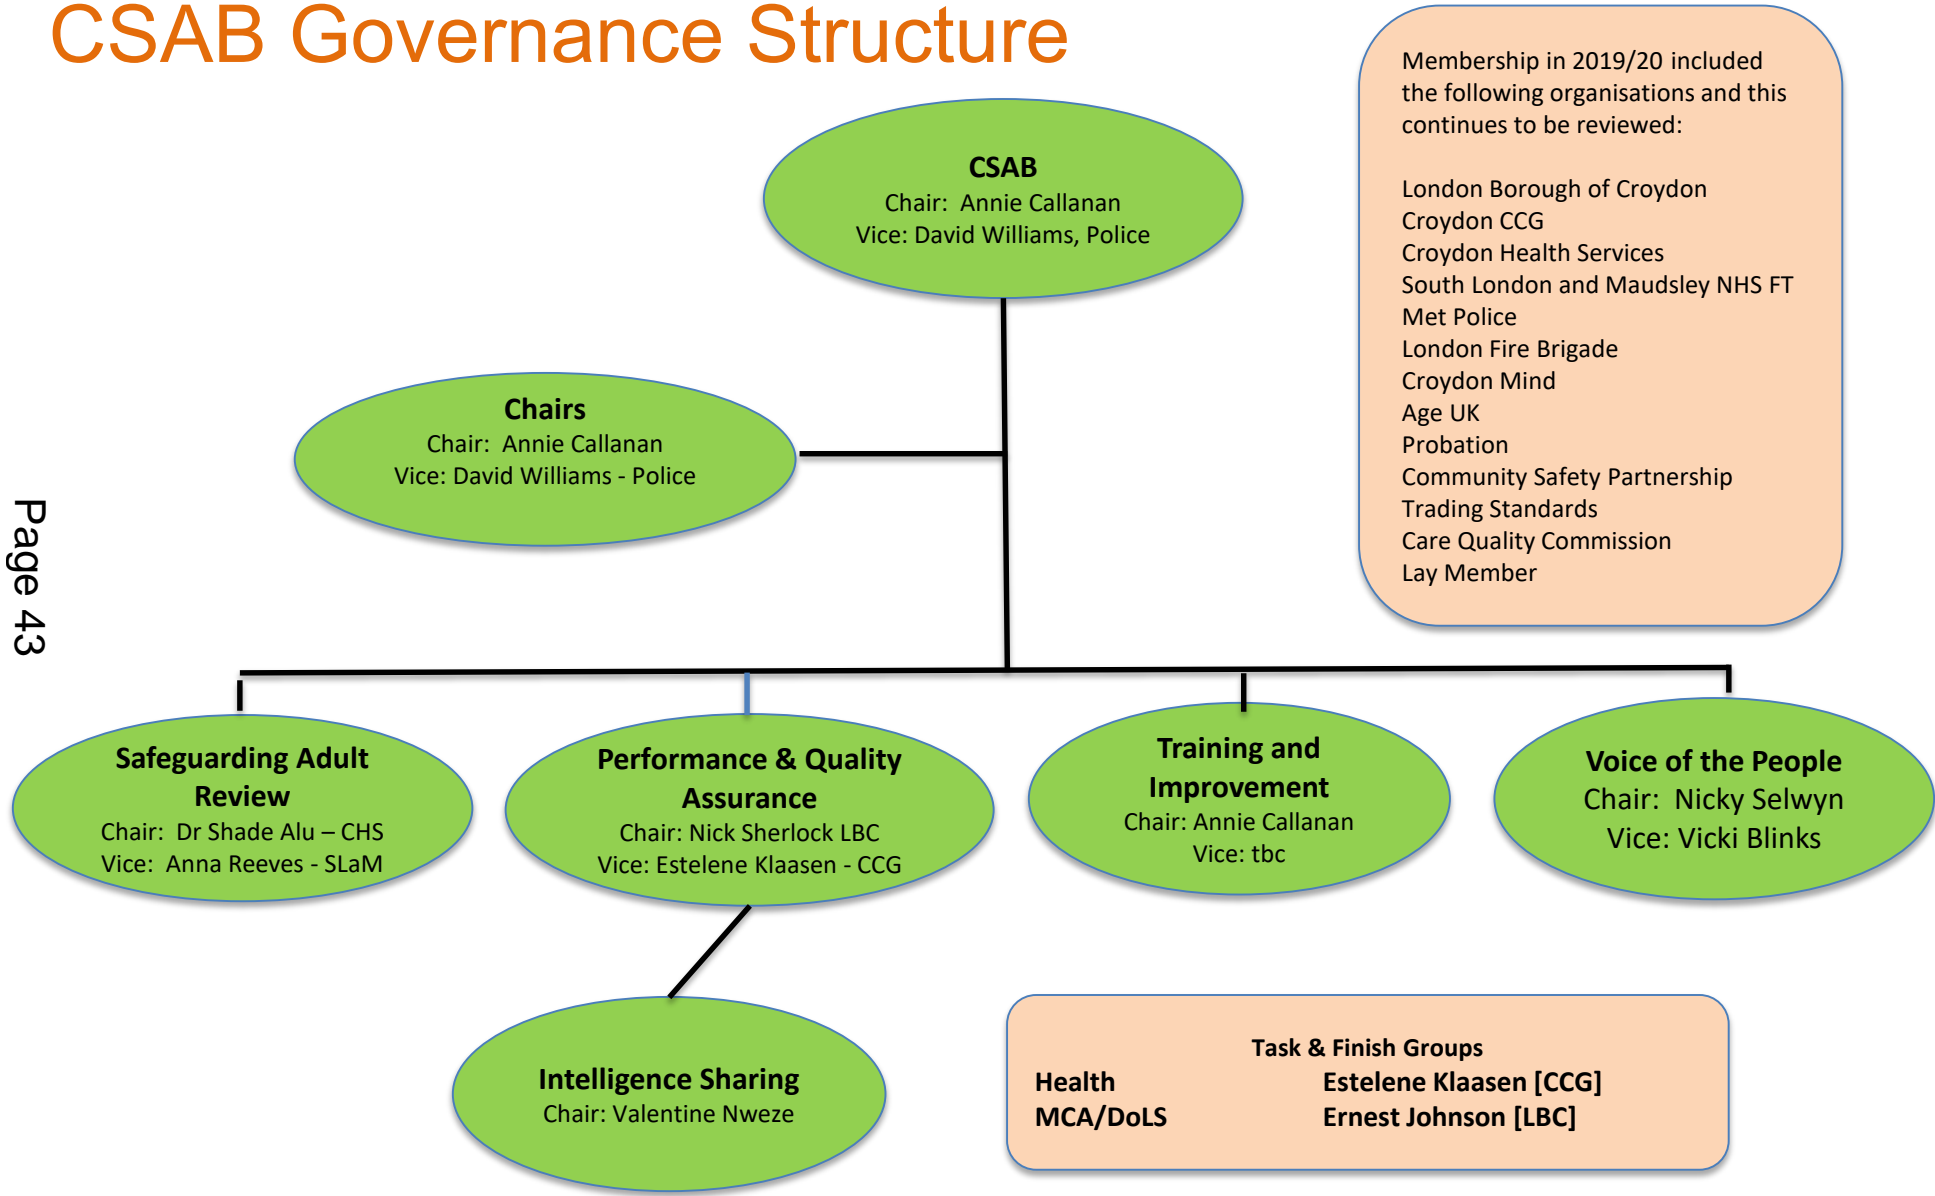 CSAB Governance Structure
Membership in 2019/20 included
the following organisations and this
continues to be reviewed:
London Borough of Croydon
Croydon CCG
Croydon Health Services
South London and Maudsley NHS FT
Met Police
London Fire Brigade
Croydon Mind
Age UK
Probation
Community Safety Partnership
Trading Standards
Care Quality Commission
Lay Member
CSAB
Chair: Annie Callanan
Vice: David Williams, Police
Chairs
Chair: Annie Callanan
Vice: David Williams - Police
Page 43
Safeguarding Adult
Review
Chair: Dr Shade Alu – CHS
Vice: Anna Reeves - SLaM
Performance & Quality
Assurance
Chair: Nick Sherlock LBC
Vice: Estelene Klaasen - CCG
Training and
Improvement
Chair: Annie Callanan
Vice: tbc
Voice of the People
Chair: Nicky Selwyn
Vice: Vicki Blinks
Intelligence Sharing
Chair: Valentine Nweze
Task & Finish Groups
Health Estelene Klaasen [CCG]
MCA/DoLS Ernest Johnson [LBC]